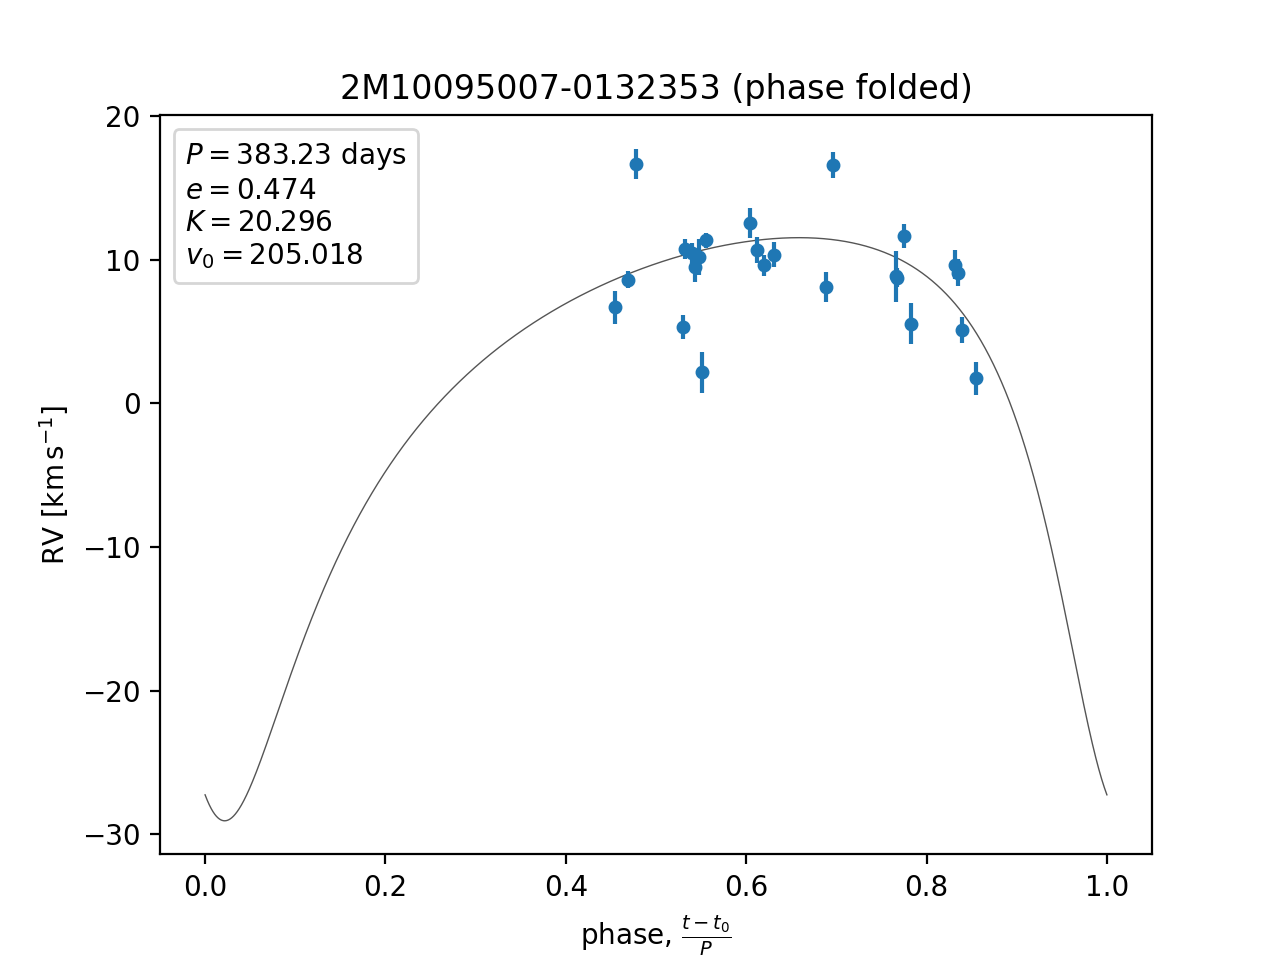 2M10095007-0132353 (phase folded)
P = 383.23 days
e = 0.474
K = 20.296
v₀ = 205.018
20
10
0
−10
−20
−30
RV [km s⁻¹]
0.0 0.2 0.4 0.6 0.8 1.0
phase, (t − t₀)/P